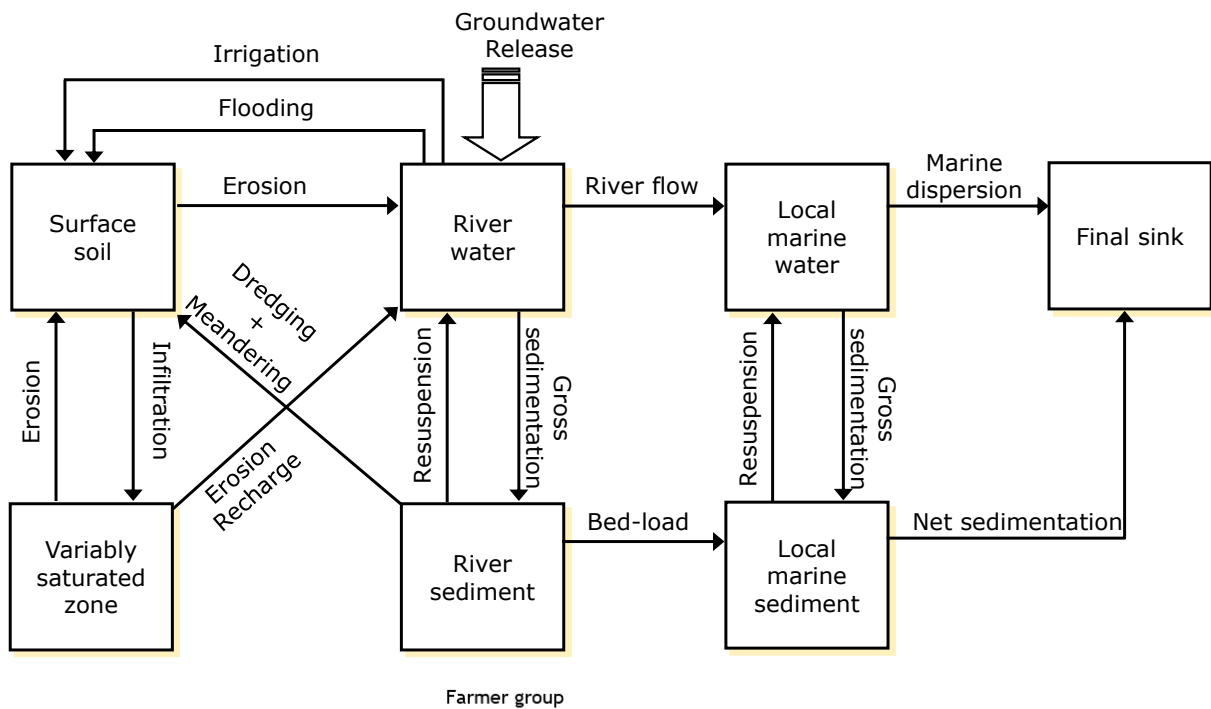 Groundwater
Release
Irrigation
Flooding
Surface
soil
Erosion
River
water
River flow
Local
marine
water
Marine
dispersion
Final sink
Erosion
Infiltration
Dredging
+
Meandering
Erosion
Recharge
Resuspension
Gross
sedimentation
Resuspension
Gross
sedimentation
Variably
saturated
zone
River
sediment
Bed-load
Local
marine
sediment
Net sedimentation
Farmer group